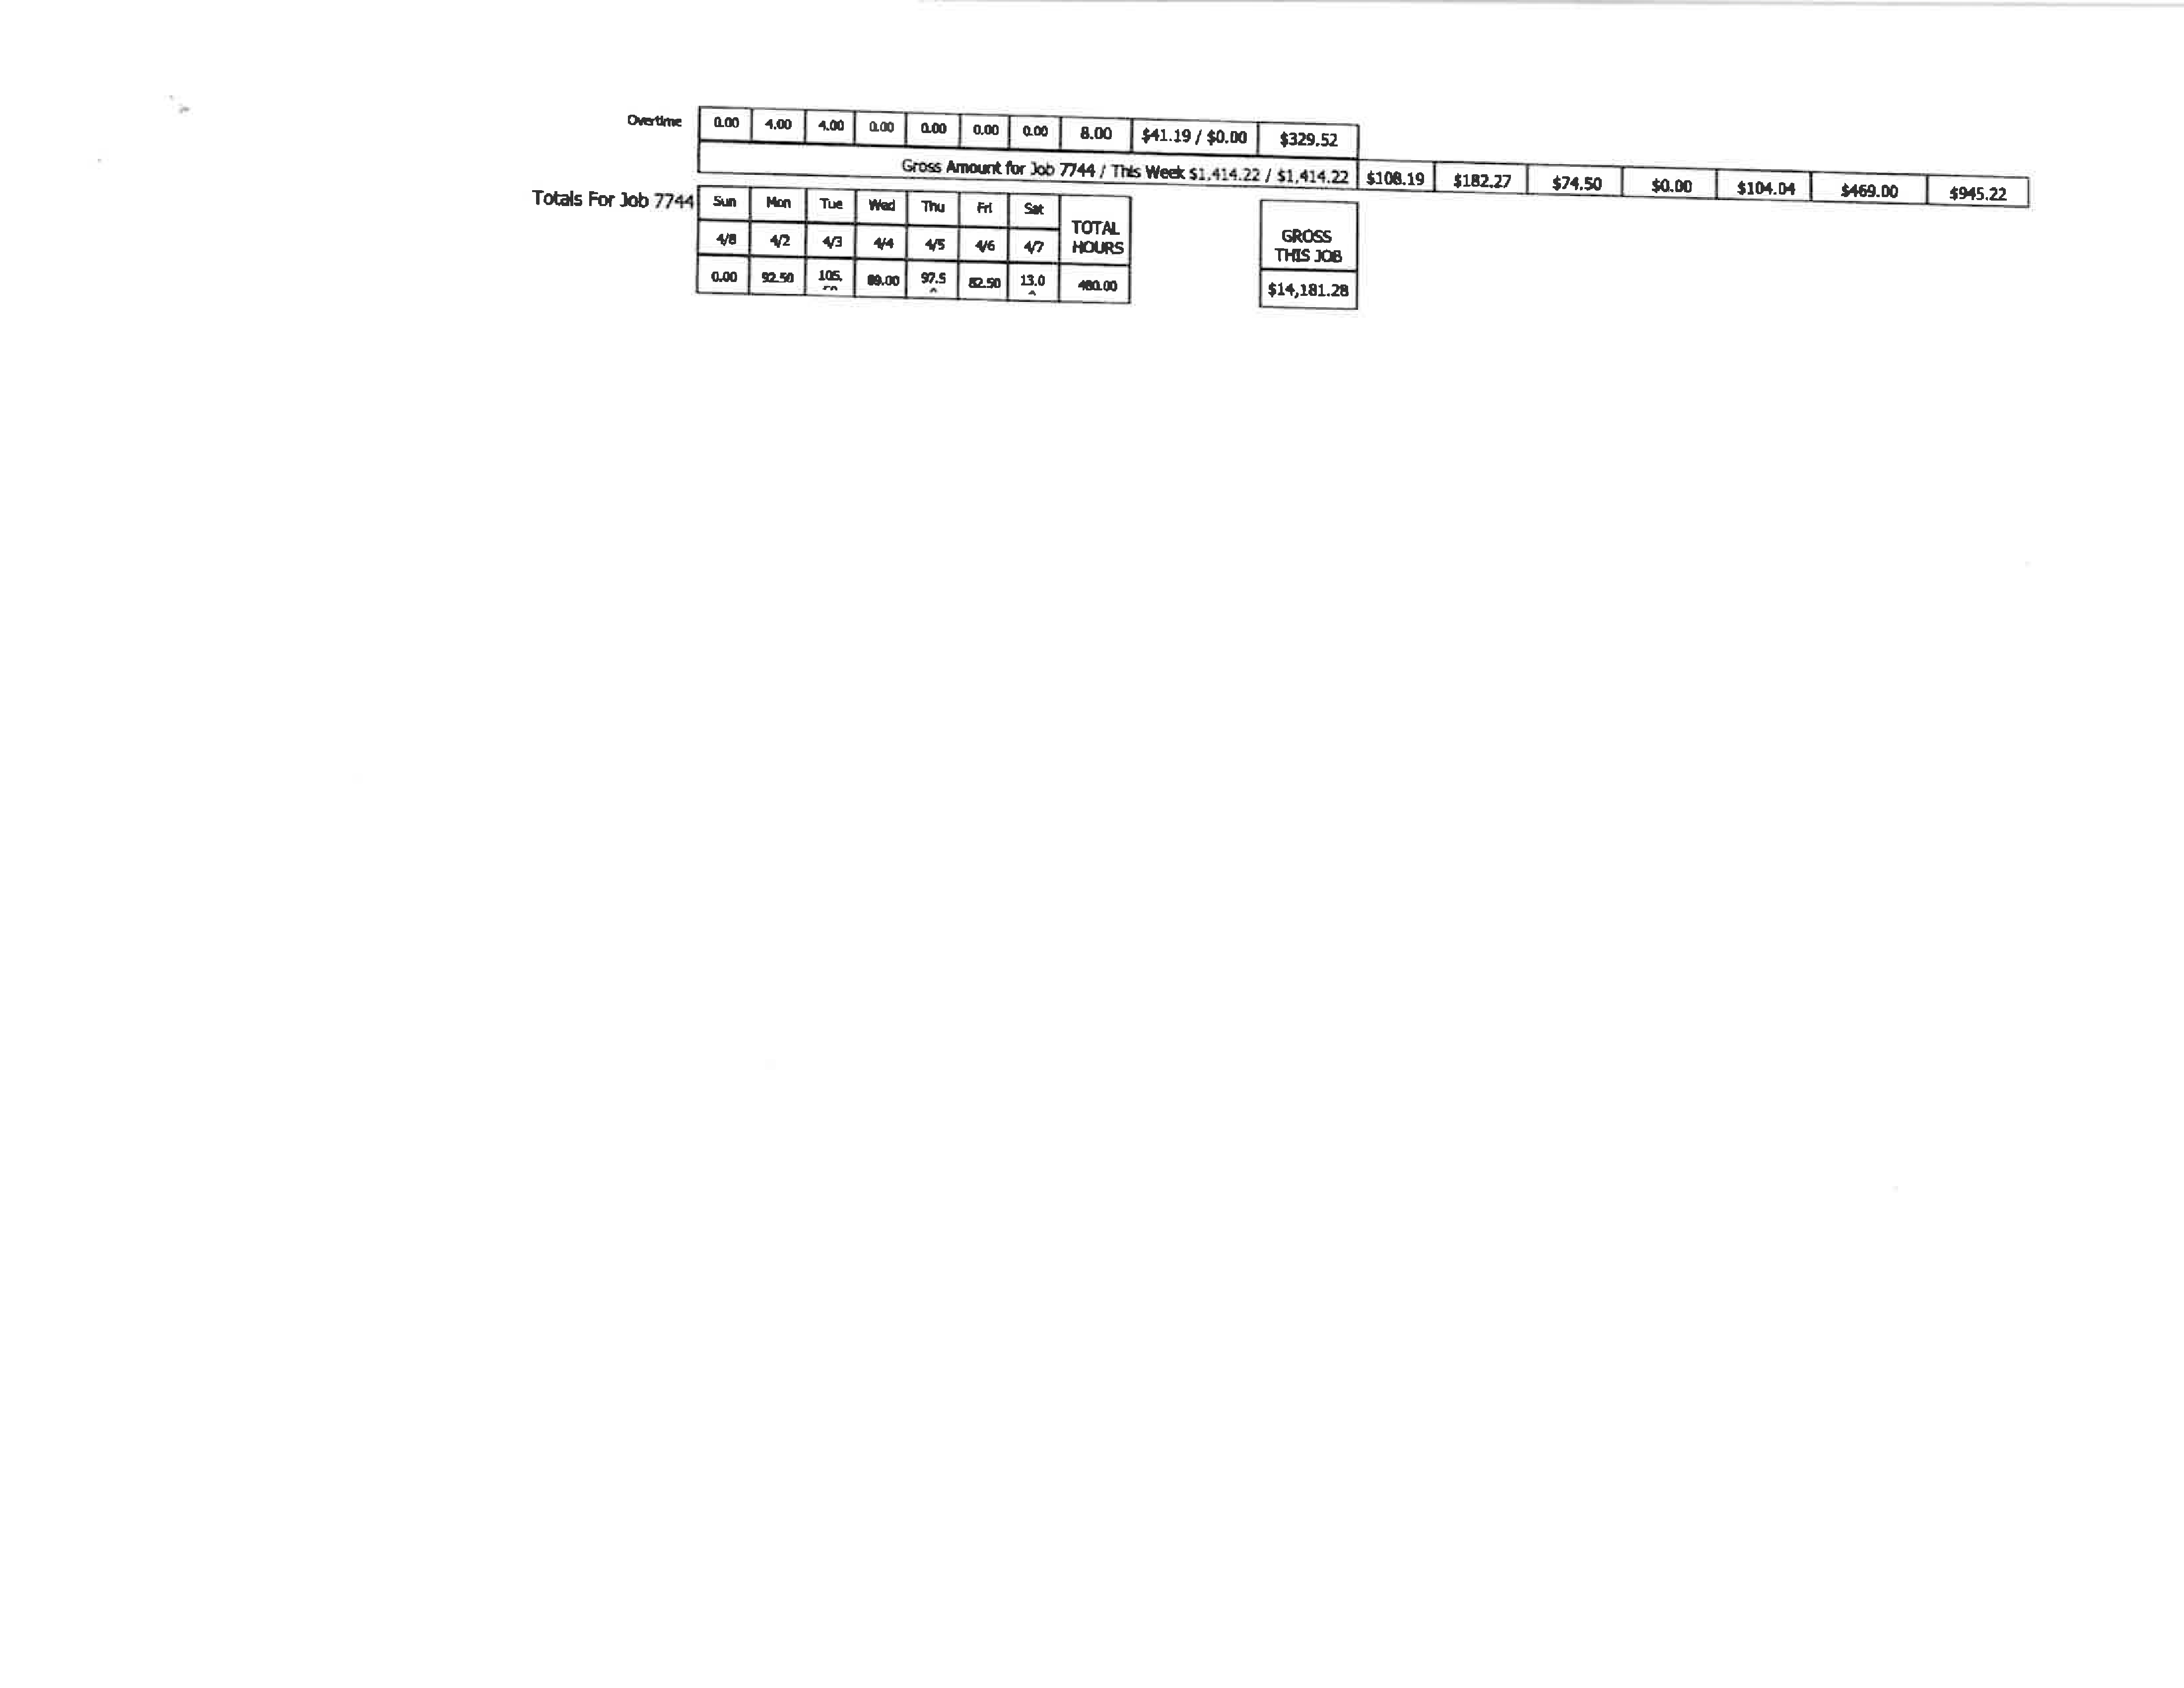 Overtime 0.00 4.00 4.00 0.00 0.00 0.00 0.00 8.00 $41.19 / $0.00 $329.52
Gross Amount for Job 7744 / This Week $1,414.22 / $1,414.22 $108.19 $182.27 $74.50 $0.00 $104.04 $469.00 $945.22
Totals For Job 7744 Sun Mon Tue Wed Thu Fri Sat TOTAL HOURS GROSS THIS JOB
4/8 4/2 4/3 4/4 4/5 4/6 4/7
0.00 92.50 105. 89.00 97.5 82.50 13.0 480.00 $14,181.28